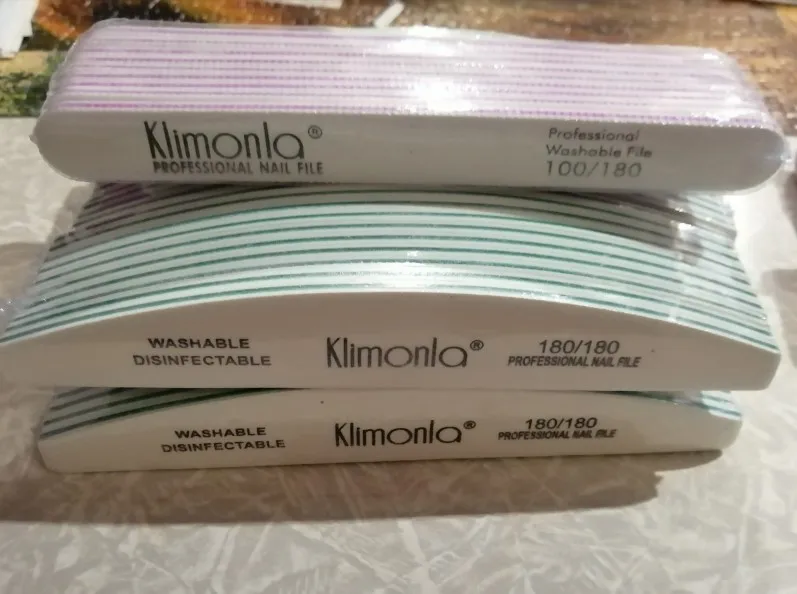 Klimonla®
PROFESSIONAL NAIL FILE
Professional
Washable File
100/180
WASHABLE
DISINFECTABLE
Klimonla®
180/180
PROFESSIONAL NAIL FILE
WASHABLE
DISINFECTABLE
Klimonla®
180/180
PROFESSIONAL NAIL FILE